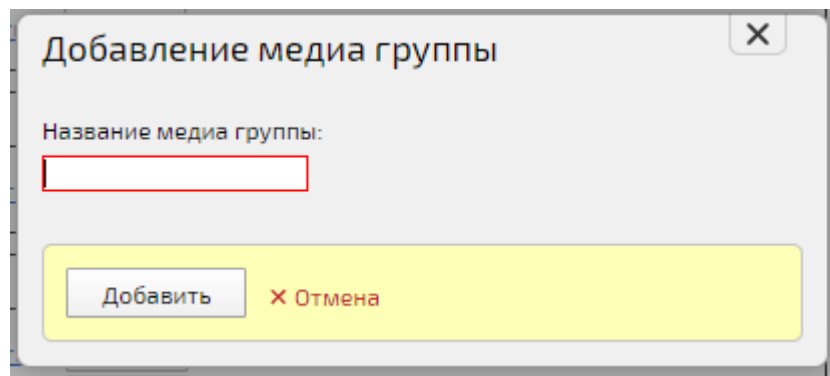 Добавление медиа группы
Название медиа группы:
Добавить
× Отмена